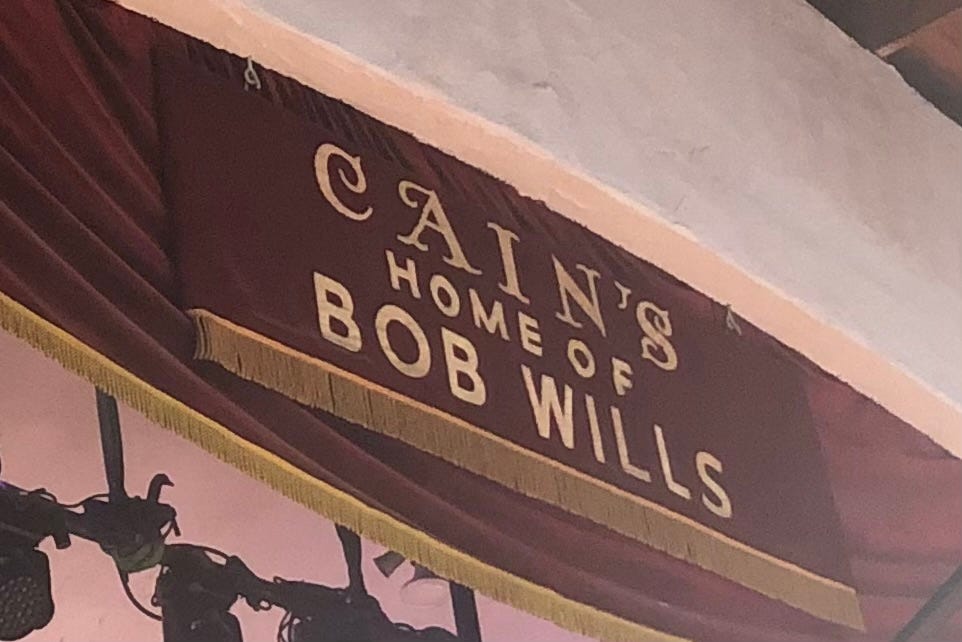 CAIN'S
HOME OF
BOB WILLS